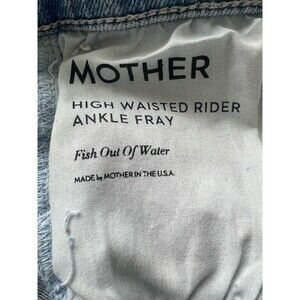 MOTHER
HIGH WAISTED RIDER
ANKLE FRAY
Fish Out Of Water
MADE by MOTHER IN THE U.S.A.